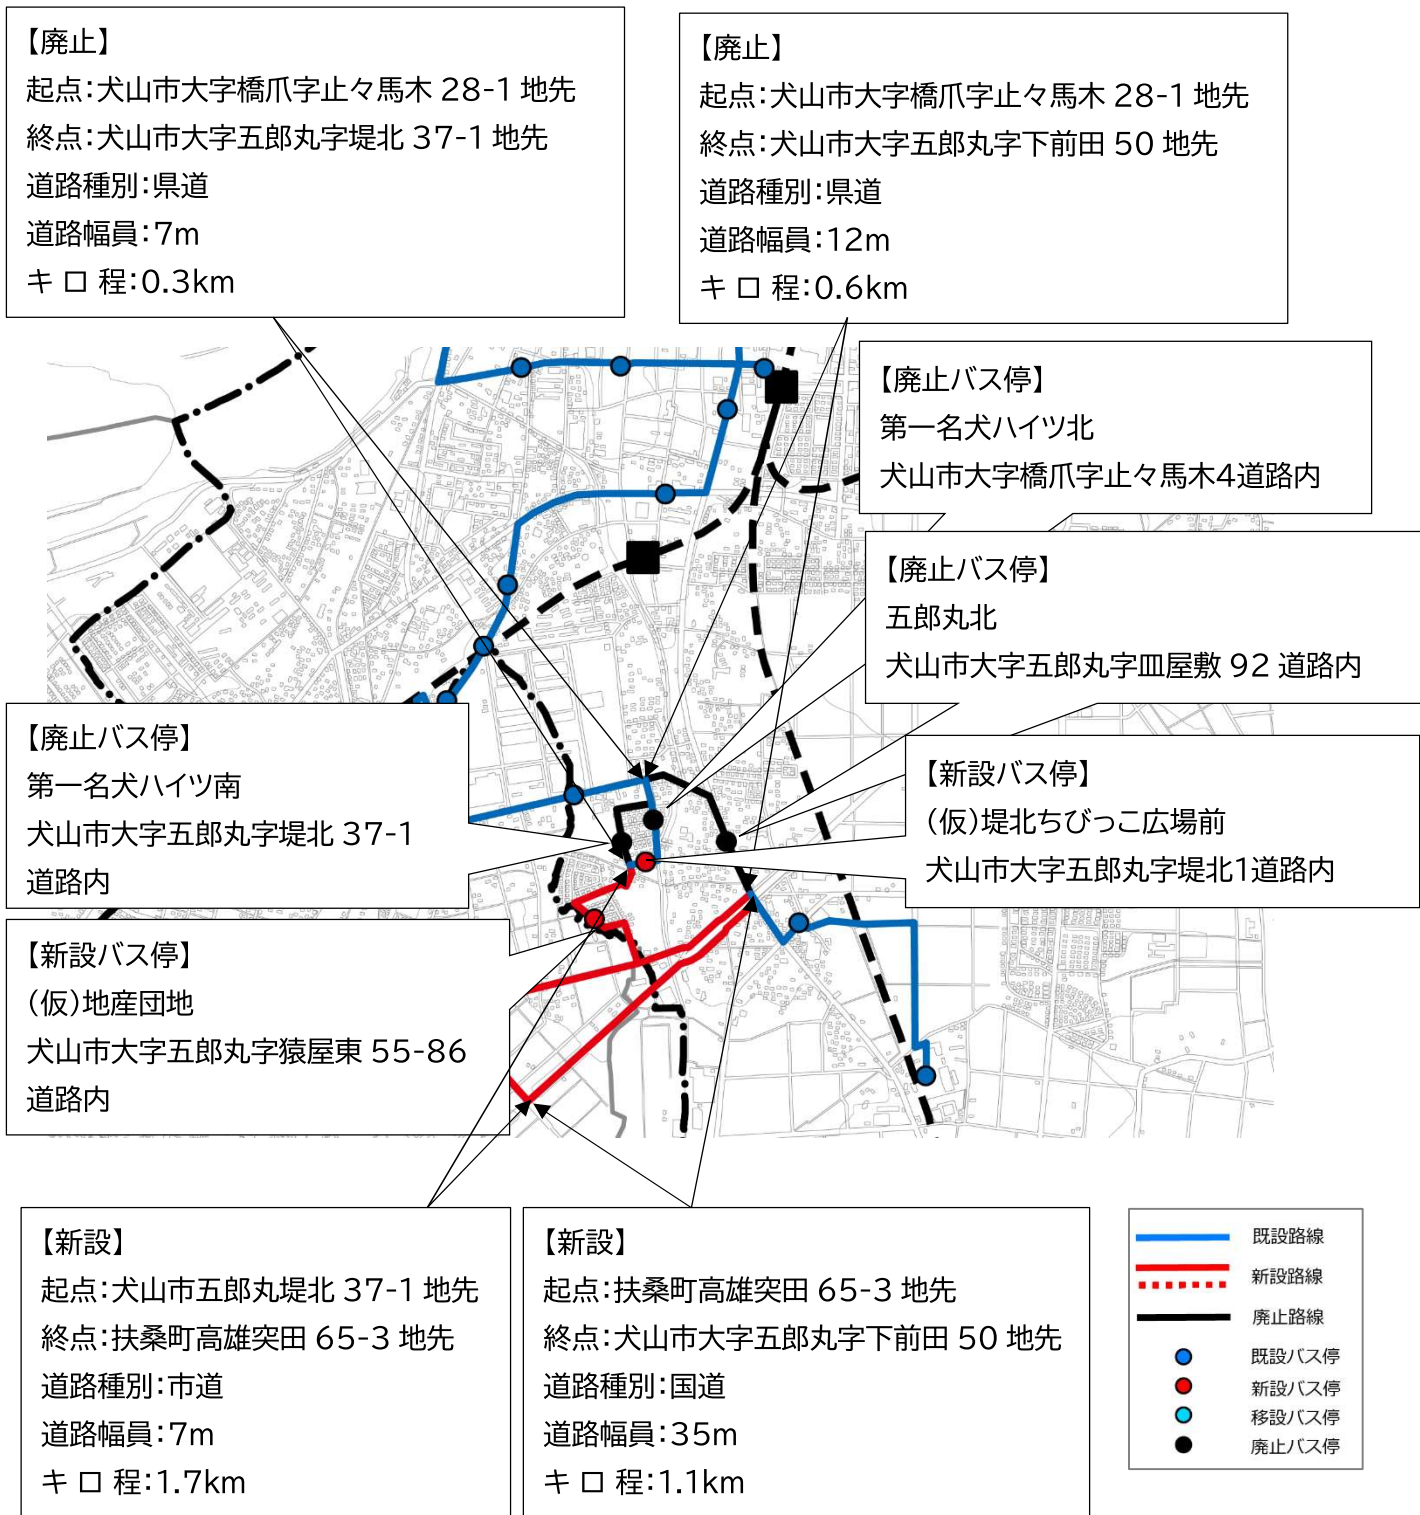 【廃止】
起点：犬山市大字橋爪字止々馬木 28-1 地先
終点：犬山市大字五郎丸字堤北 37-1 地先
道路種別：県道
道路幅員：7m
キ ロ 程：0.3km
【廃止】
起点：犬山市大字橋爪字止々馬木 28-1 地先
終点：犬山市大字五郎丸字下前田 50 地先
道路種別：県道
道路幅員：12m
キ ロ 程：0.6km
【廃止バス停】
第一名犬ハイツ北
犬山市大字橋爪字止々馬木4道路内
【廃止バス停】
五郎丸北
犬山市大字五郎丸字皿屋敷 92 道路内
【廃止バス停】
第一名犬ハイツ南
犬山市大字五郎丸字堤北 37-1
道路内
【新設バス停】
（仮）堤北ちびっこ広場前
犬山市大字五郎丸字堤北1道路内
【新設バス停】
（仮）地産団地
犬山市大字五郎丸字猿屋東 55-86
道路内
【新設】
起点：犬山市五郎丸堤北 37-1 地先
終点：扶桑町高雄突田 65-3 地先
道路種別：市道
道路幅員：7m
キ ロ 程：1.7km
【新設】
起点：扶桑町高雄突田 65-3 地先
終点：犬山市大字五郎丸字下前田 50 地先
道路種別：国道
道路幅員：35m
キ ロ 程：1.1km
既設路線
新設路線
廃止路線
既設バス停
新設バス停
移設バス停
廃止バス停